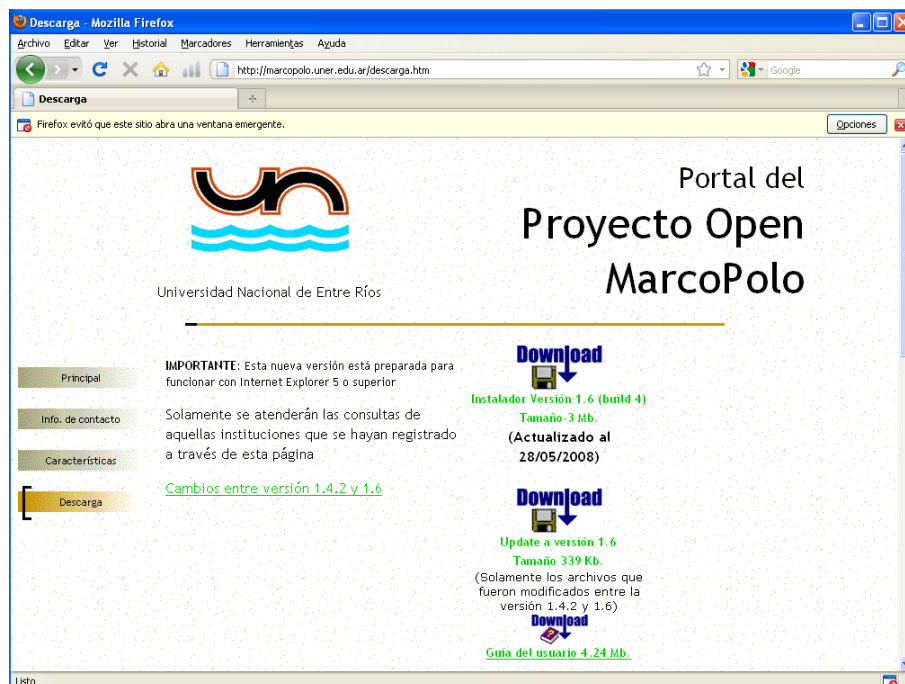 Descarga - Mozilla Firefox
Archivo Editar Ver Historial Marcadores Herramientas Ayuda
http://marcopolo.uner.edu.ar/descarga.htm
Google
Descarga
Firefox evitó que este sitio abra una ventana emergente.
Opciones
un
Universidad Nacional de Entre Ríos
Portal del
Proyecto Open
MarcoPolo
Principal
Info. de contacto
Características
Descarga
IMPORTANTE: Esta nueva versión está preparada para
funcionar con Internet Explorer 5 o superior
Solamente se atenderán las consultas de
aquellas instituciones que se hayan registrado
a través de esta página
Cambios entre versión 1.4.2 y 1.6
Download
Instalador Versión 1.6 (build 4)
Tamaño-3 Mb.
(Actualizado al
28/05/2008)
Download
Update a versión 1.6
Tamaño 339 Kb.
(Solamente los archivos que
fueron modificados entre la
versión 1.4.2 y 1.6)
Download
Guía del usuario 4.24 Mb.
Listo